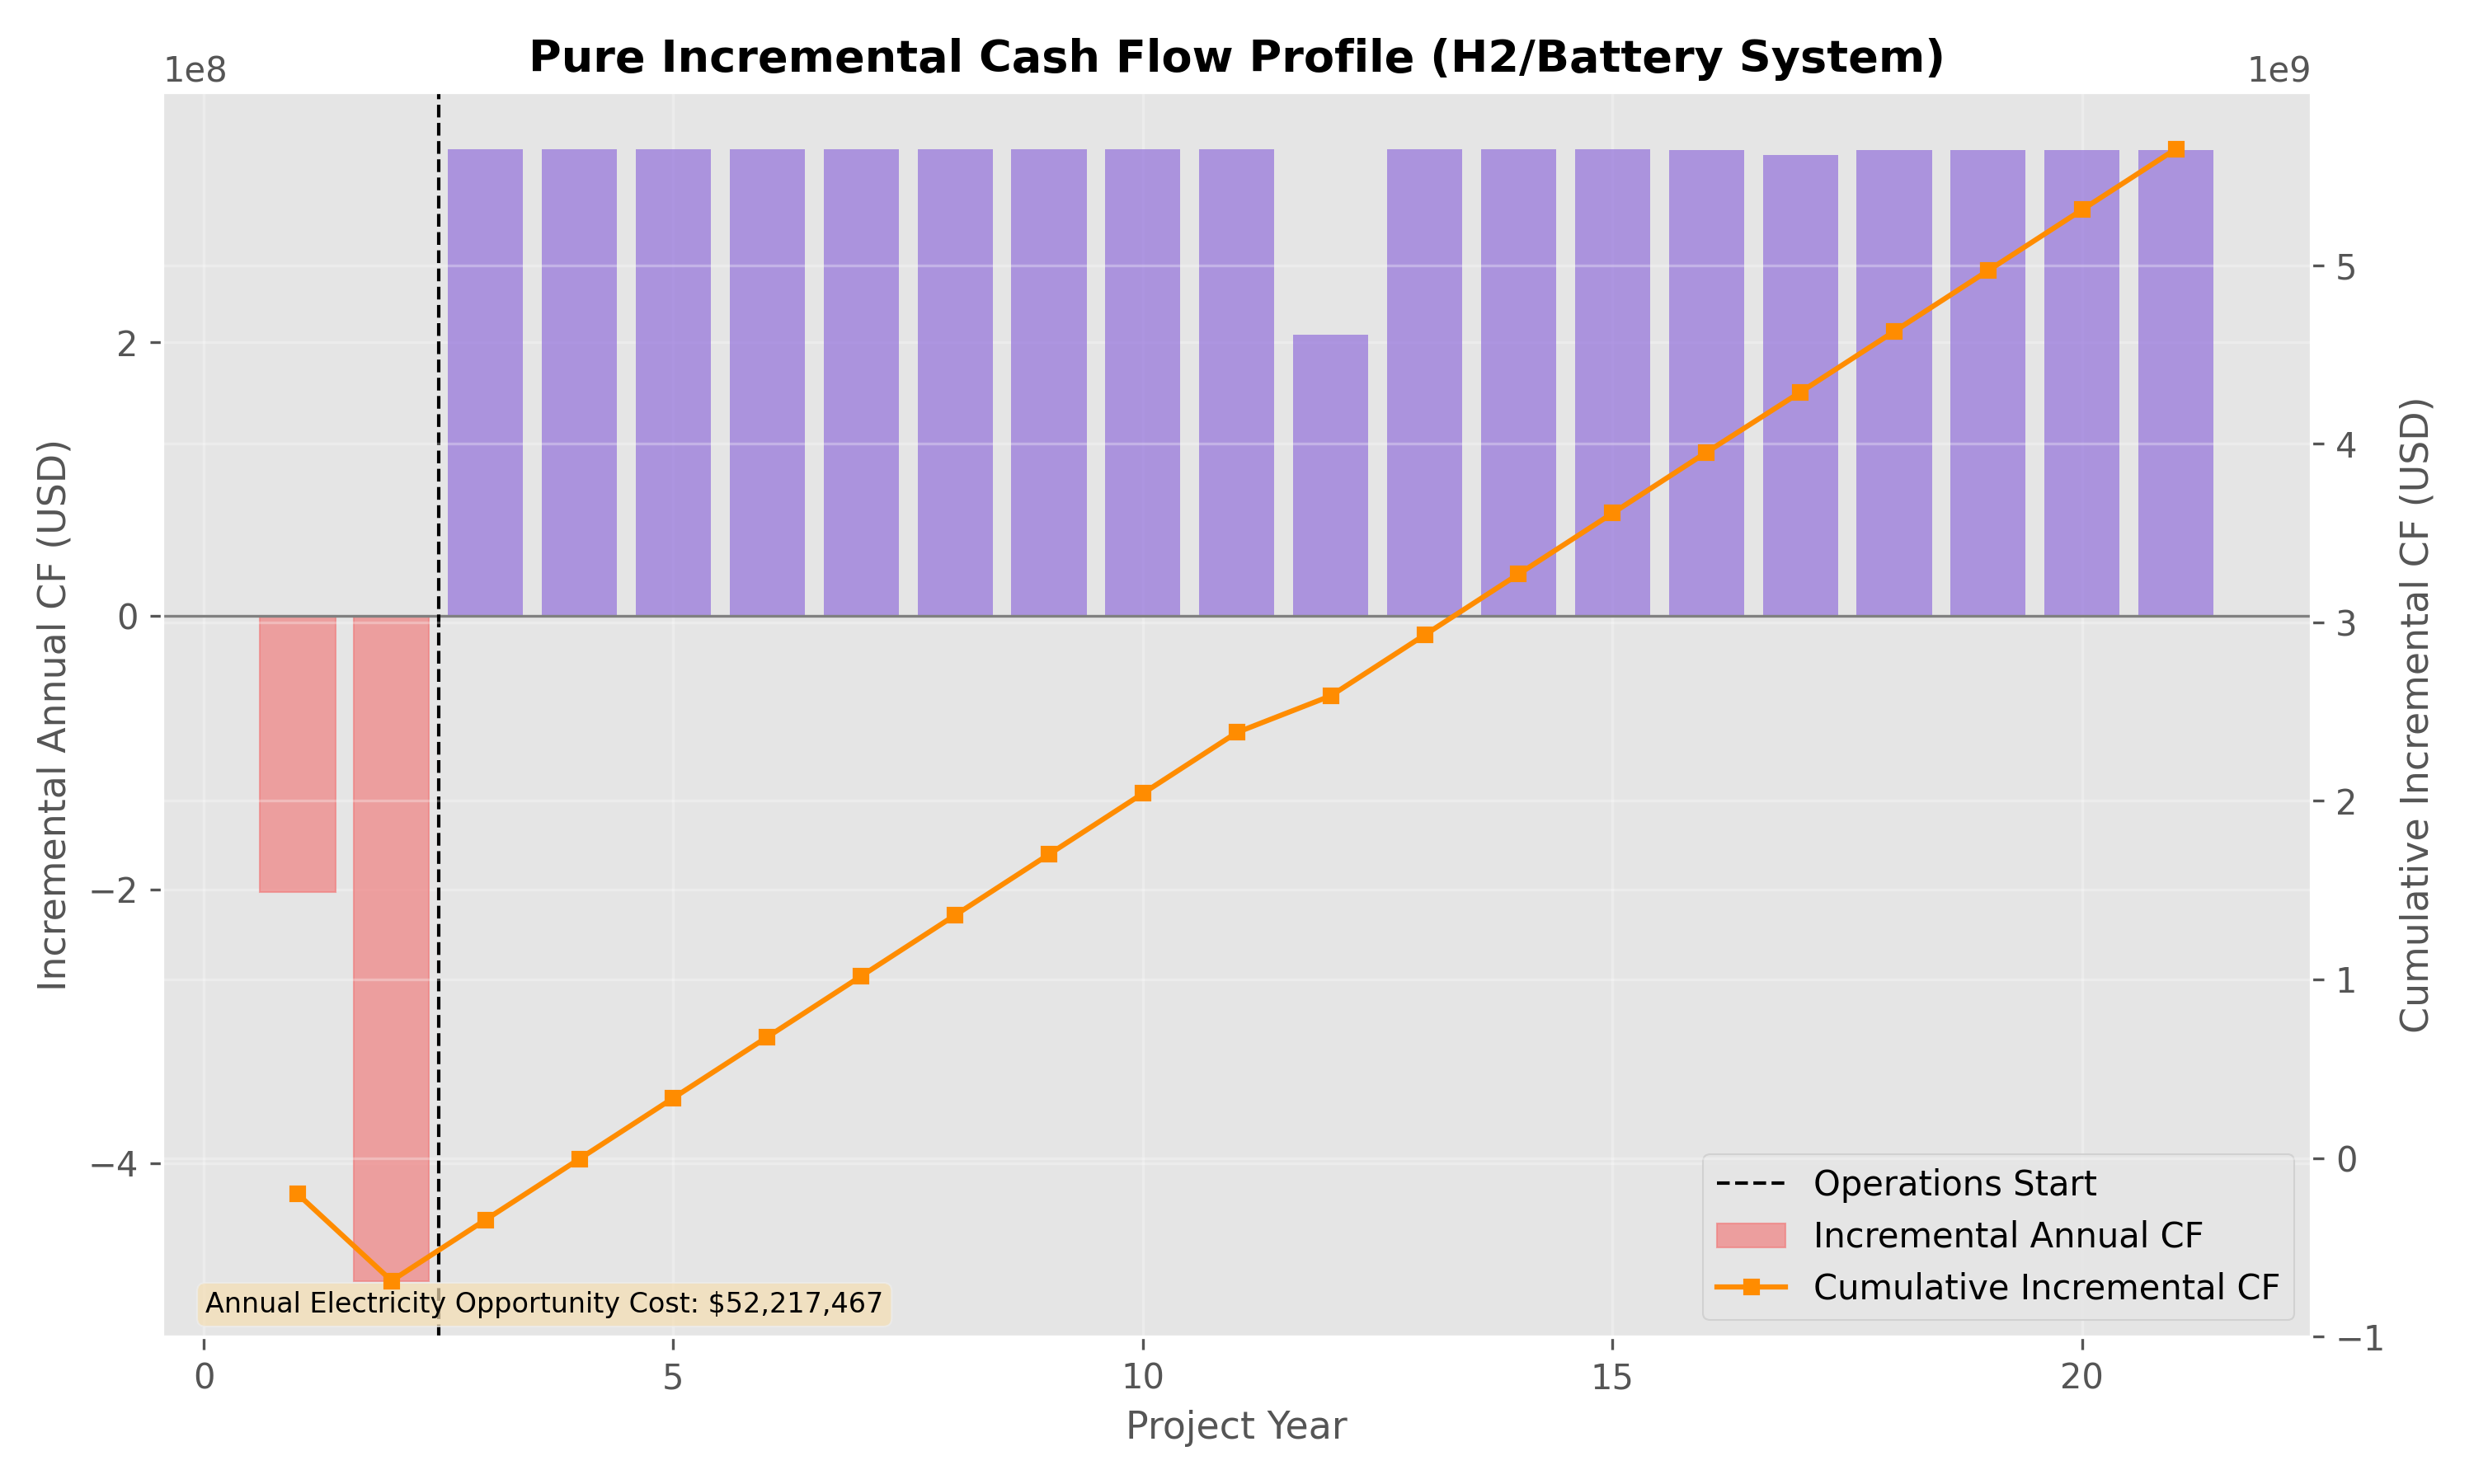 Pure Incremental Cash Flow Profile (H2/Battery System)
1e8
1e9
Incremental Annual CF (USD)
2
0
−2
−4
Cumulative Incremental CF (USD)
5
4
3
2
1
0
−1
Operations Start
Incremental Annual CF
Cumulative Incremental CF
Annual Electricity Opportunity Cost: $52,217,467
0 5 10 15 20
Project Year